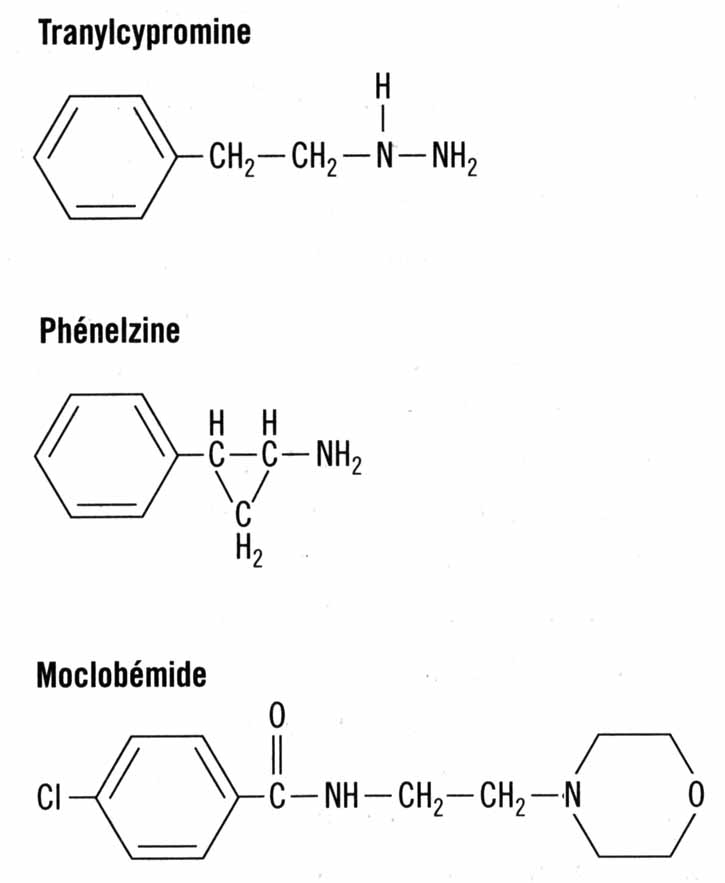 Tranylcypromine
H
CH2 CH2 N NH2
Phénelzine
H H
C C NH2
C
H2
Moclobémide
O
Cl C NH CH2 CH2 N O